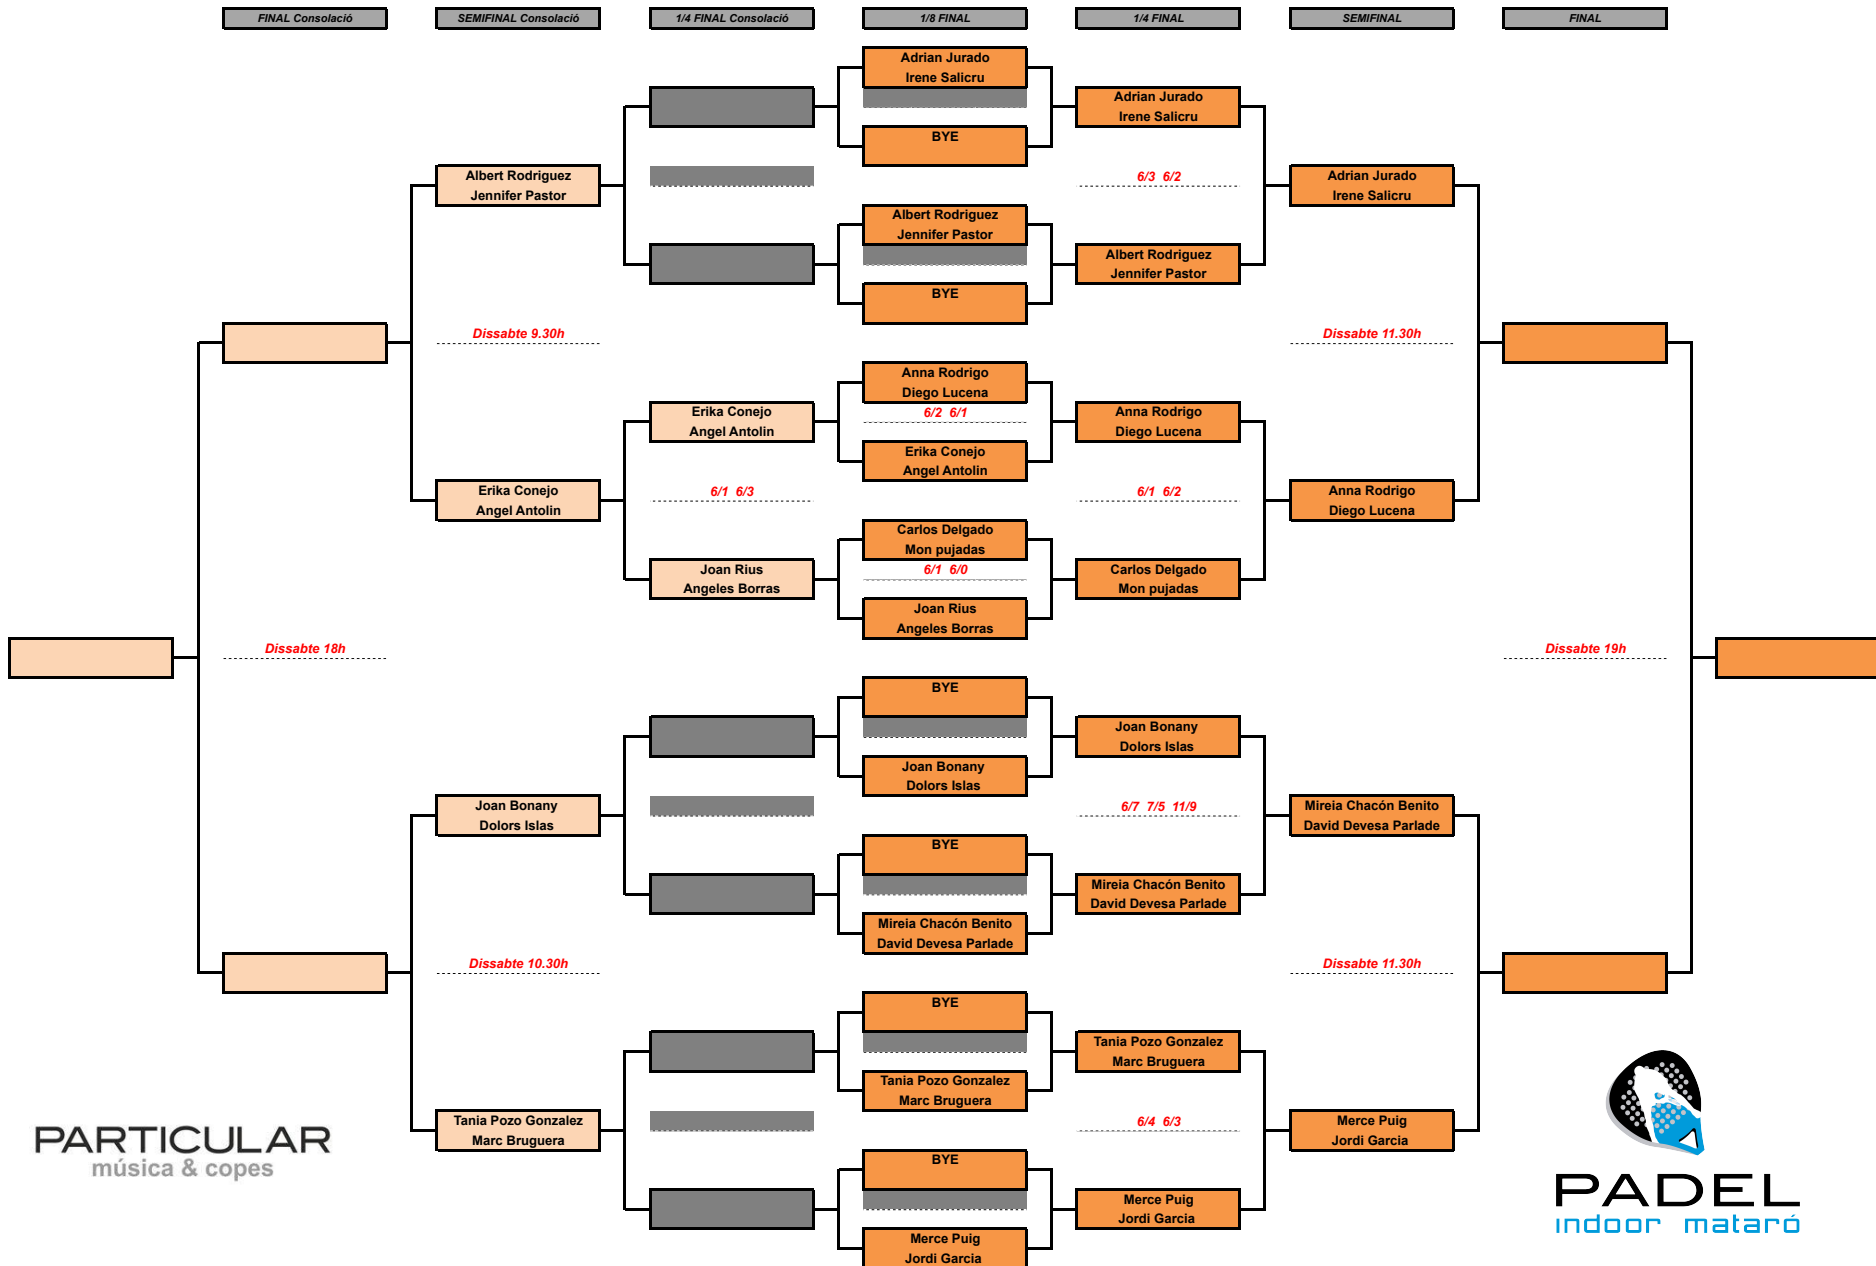 FINAL Consolació
SEMIFINAL Consolació
1/4 FINAL Consolació
1/8 FINAL
1/4 FINAL
SEMIFINAL
FINAL
Dissabte 18h
Albert Rodriguez
Jennifer Pastor
Dissabte 9.30h
Erika Conejo
Angel Antolin
Joan Bonany
Dolors Islas
Dissabte 10.30h
Tania Pozo Gonzalez
Marc Bruguera
Erika Conejo
Angel Antolin
6/1 6/3
Joan Rius
Angeles Borras
Adrian Jurado
Irene Salicru
BYE
Albert Rodriguez
Jennifer Pastor
BYE
Anna Rodrigo
Diego Lucena
6/2 6/1
Erika Conejo
Angel Antolin
Carlos Delgado
Mon pujadas
6/1 6/0
Joan Rius
Angeles Borras
BYE
Joan Bonany
Dolors Islas
BYE
Mireia Chacón Benito
David Devesa Parlade
BYE
Tania Pozo Gonzalez
Marc Bruguera
BYE
Merce Puig
Jordi Garcia
Adrian Jurado
Irene Salicru
6/3 6/2
Albert Rodriguez
Jennifer Pastor
Anna Rodrigo
Diego Lucena
6/1 6/2
Carlos Delgado
Mon pujadas
Joan Bonany
Dolors Islas
6/7 7/5 11/9
Mireia Chacón Benito
David Devesa Parlade
Tania Pozo Gonzalez
Marc Bruguera
6/4 6/3
Merce Puig
Jordi Garcia
Adrian Jurado
Irene Salicru
Dissabte 11.30h
Anna Rodrigo
Diego Lucena
Mireia Chacón Benito
David Devesa Parlade
Dissabte 11.30h
Merce Puig
Jordi Garcia
Dissabte 19h
PARTICULAR
música & copes
PADEL
indoor mataró